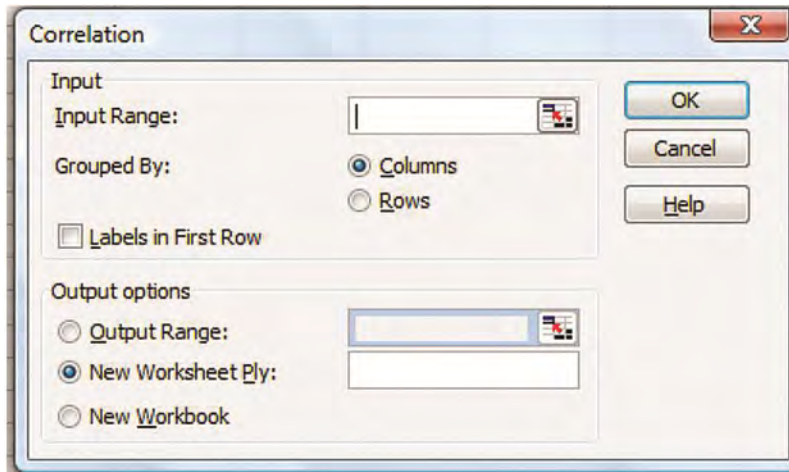 Correlation
Input
Input Range:
Grouped By:
Columns
Rows
Labels in First Row
OK
Cancel
Help
Output options
Output Range:
New Worksheet Ply:
New Workbook